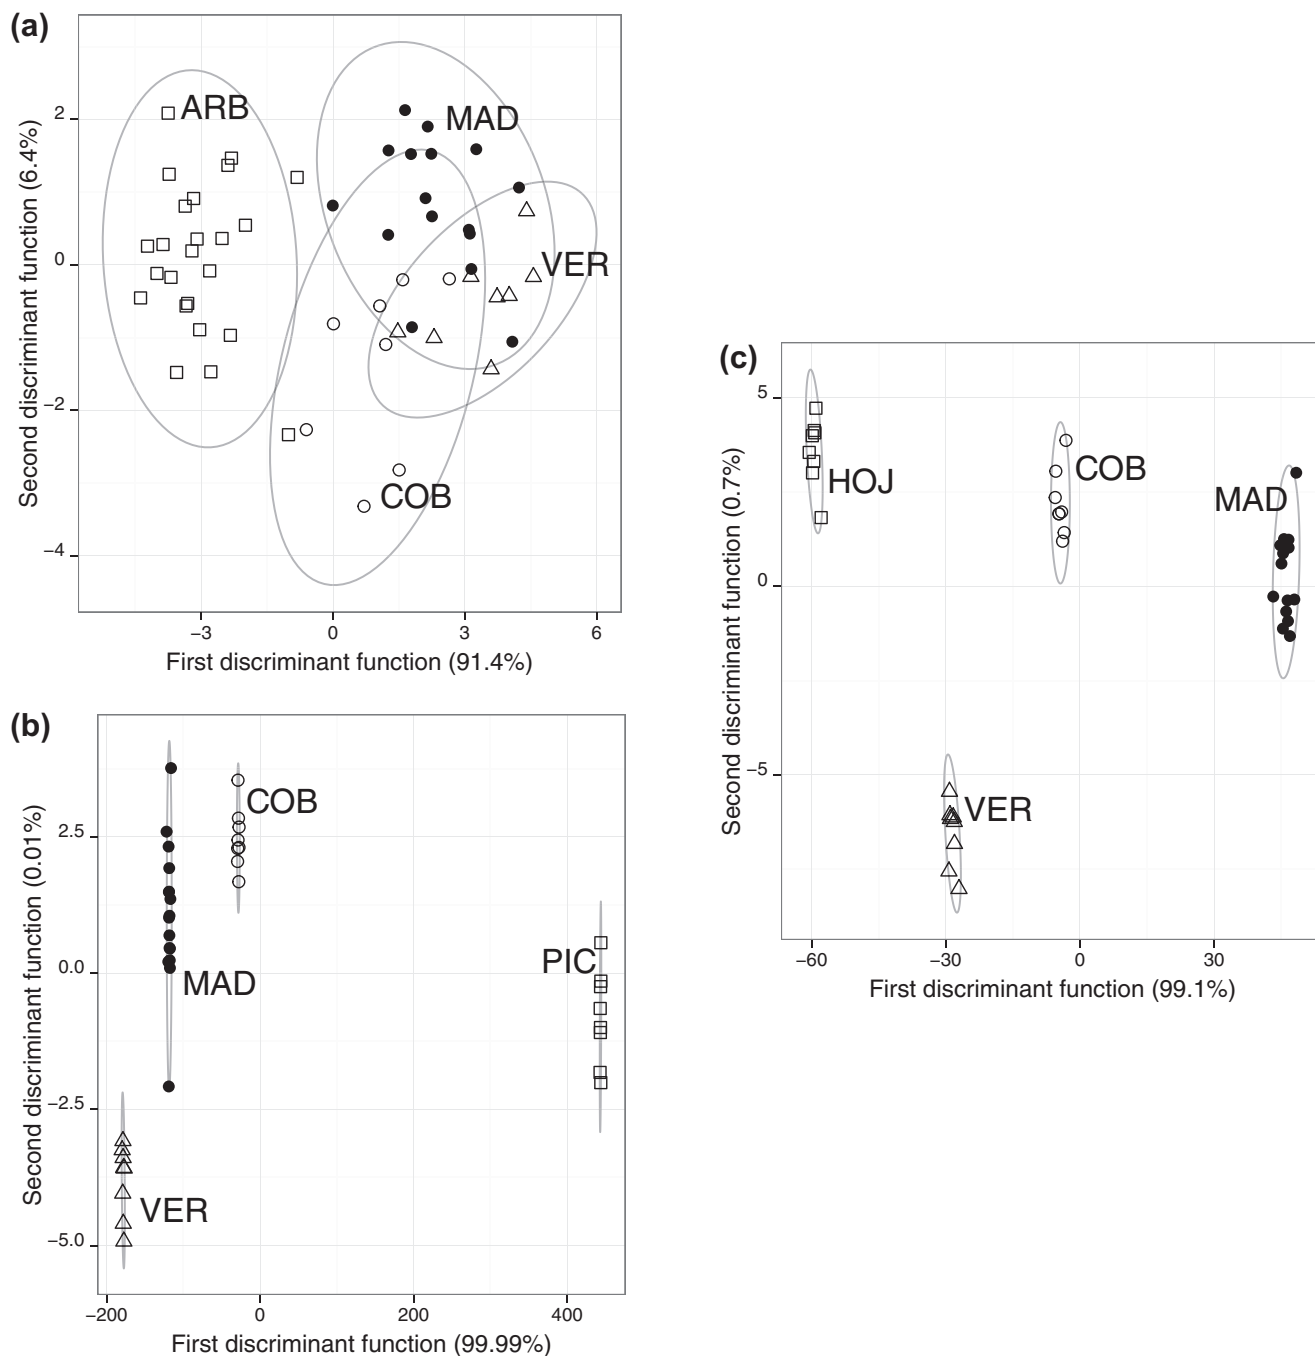 (a)
ARB
MAD
VER
COB
2
0
−2
−4
−3
0
3
6
Second discriminant function (6.4%)
First discriminant function (91.4%)
(b)
COB
MAD
PIC
VER
2.5
0.0
−2.5
−5.0
−200
0
200
400
Second discriminant function (0.01%)
First discriminant function (99.99%)
(c)
HOJ
COB
MAD
VER
5
0
−5
−60
−30
0
30
Second discriminant function (0.7%)
First discriminant function (99.1%)